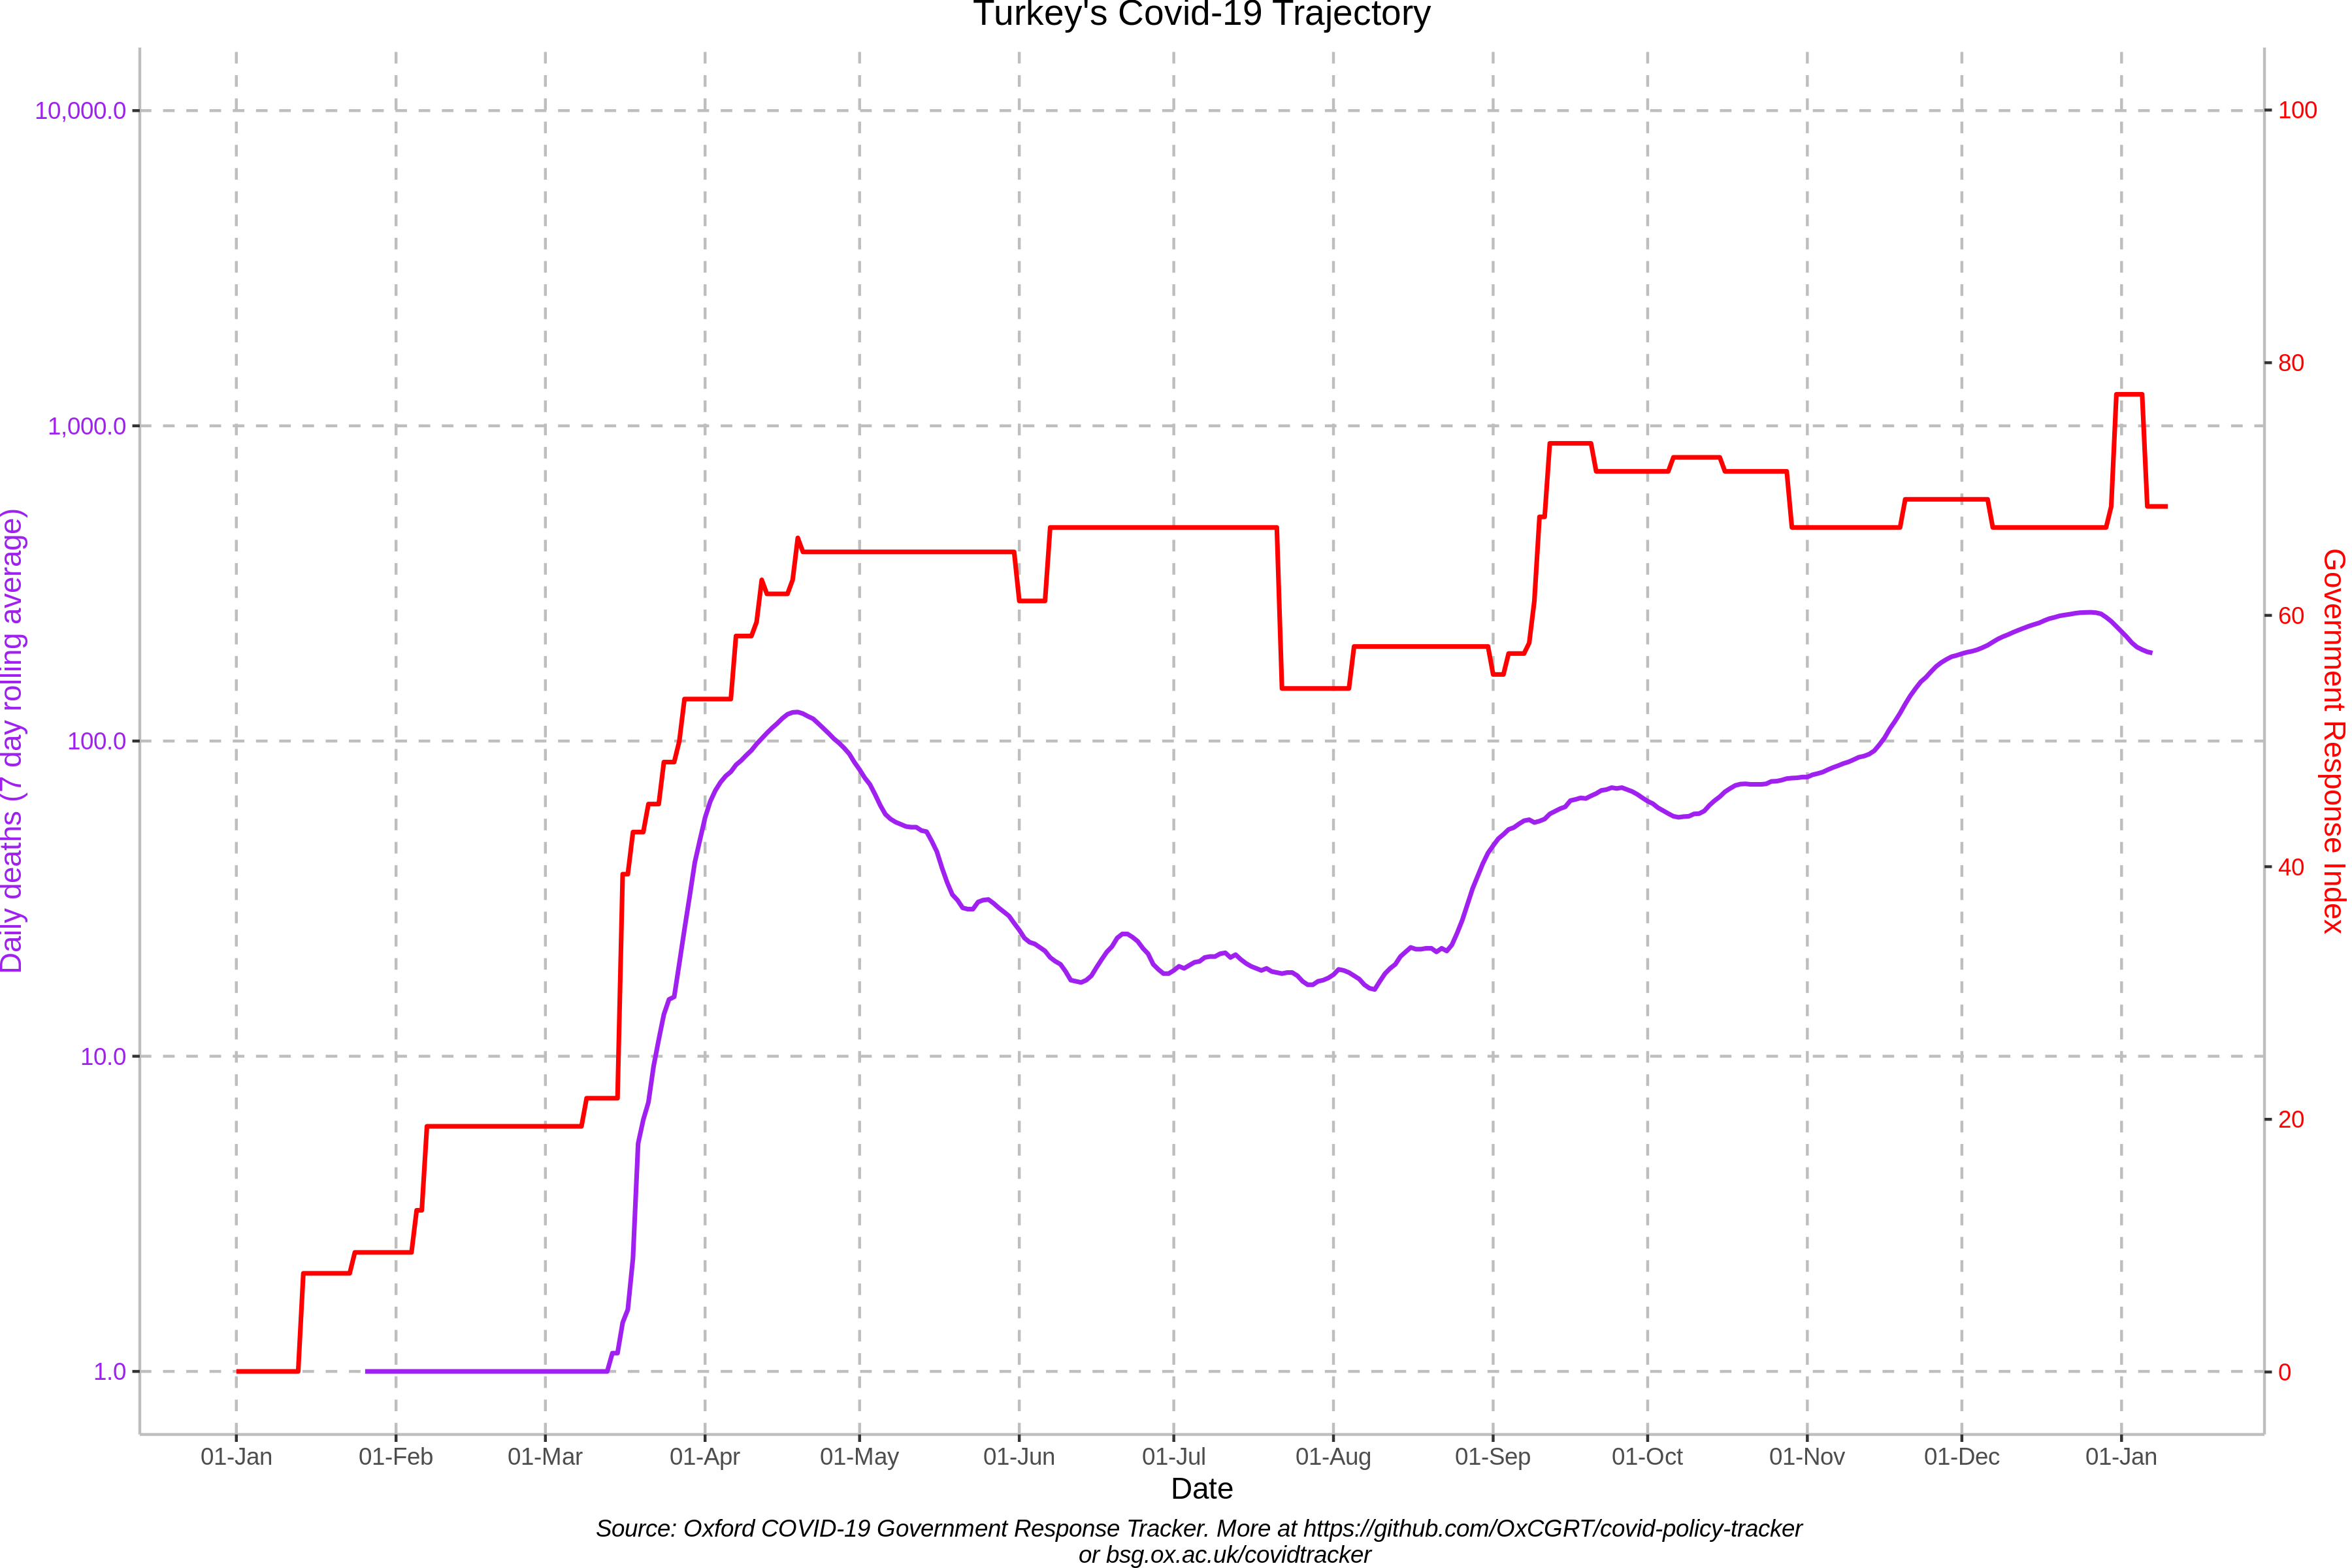 Turkey's Covid-19 Trajectory
10,000.0
1,000.0
100.0
10.0
1.0
Daily deaths (7 day rolling average)
100
80
60
40
20
0
Government Response Index
01-Jan
01-Feb
01-Mar
01-Apr
01-May
01-Jun
01-Jul
01-Aug
01-Sep
01-Oct
01-Nov
01-Dec
01-Jan
Date
Source: Oxford COVID-19 Government Response Tracker. More at https://github.com/OxCGRT/covid-policy-tracker
or bsg.ox.ac.uk/covidtracker